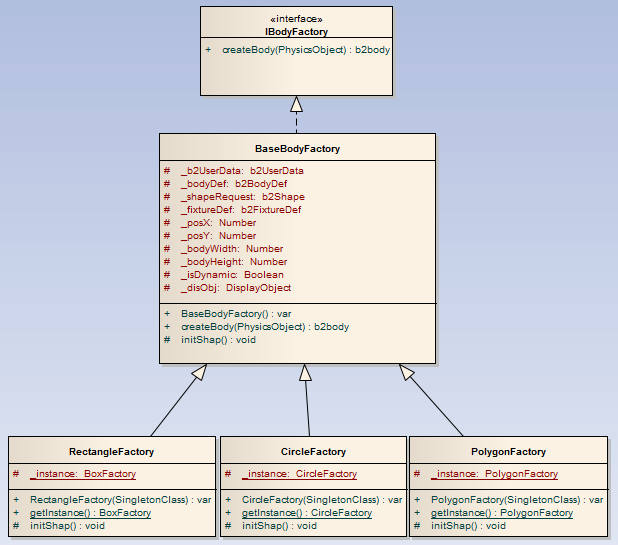 «interface»
IBodyFactory
+ createBody(PhysicsObject) : b2body
BaseBodyFactory
# _b2UserData: b2UserData
# _bodyDef: b2BodyDef
# _shapeRequest: b2Shape
# _fixtureDef: b2FixtureDef
# _posX: Number
# _posY: Number
# _bodyWidth: Number
# _bodyHeight: Number
# _isDynamic: Boolean
# _disObj: DisplayObject
+ BaseBodyFactory() : var
+ createBody(PhysicsObject) : b2body
# initShap() : void
RectangleFactory
# _instance: BoxFactory
+ RectangleFactory(SingletonClass) : var
+ getInstance() : BoxFactory
# initShap() : void
CircleFactory
# _instance: CircleFactory
+ CircleFactory(SingletonClass) : var
+ getInstance() : CircleFactory
# initShap() : void
PolygonFactory
# _instance: PolygonFactory
+ PolygonFactory(SingletonClass) : var
+ getInstance() : PolygonFactory
# initShap() : void